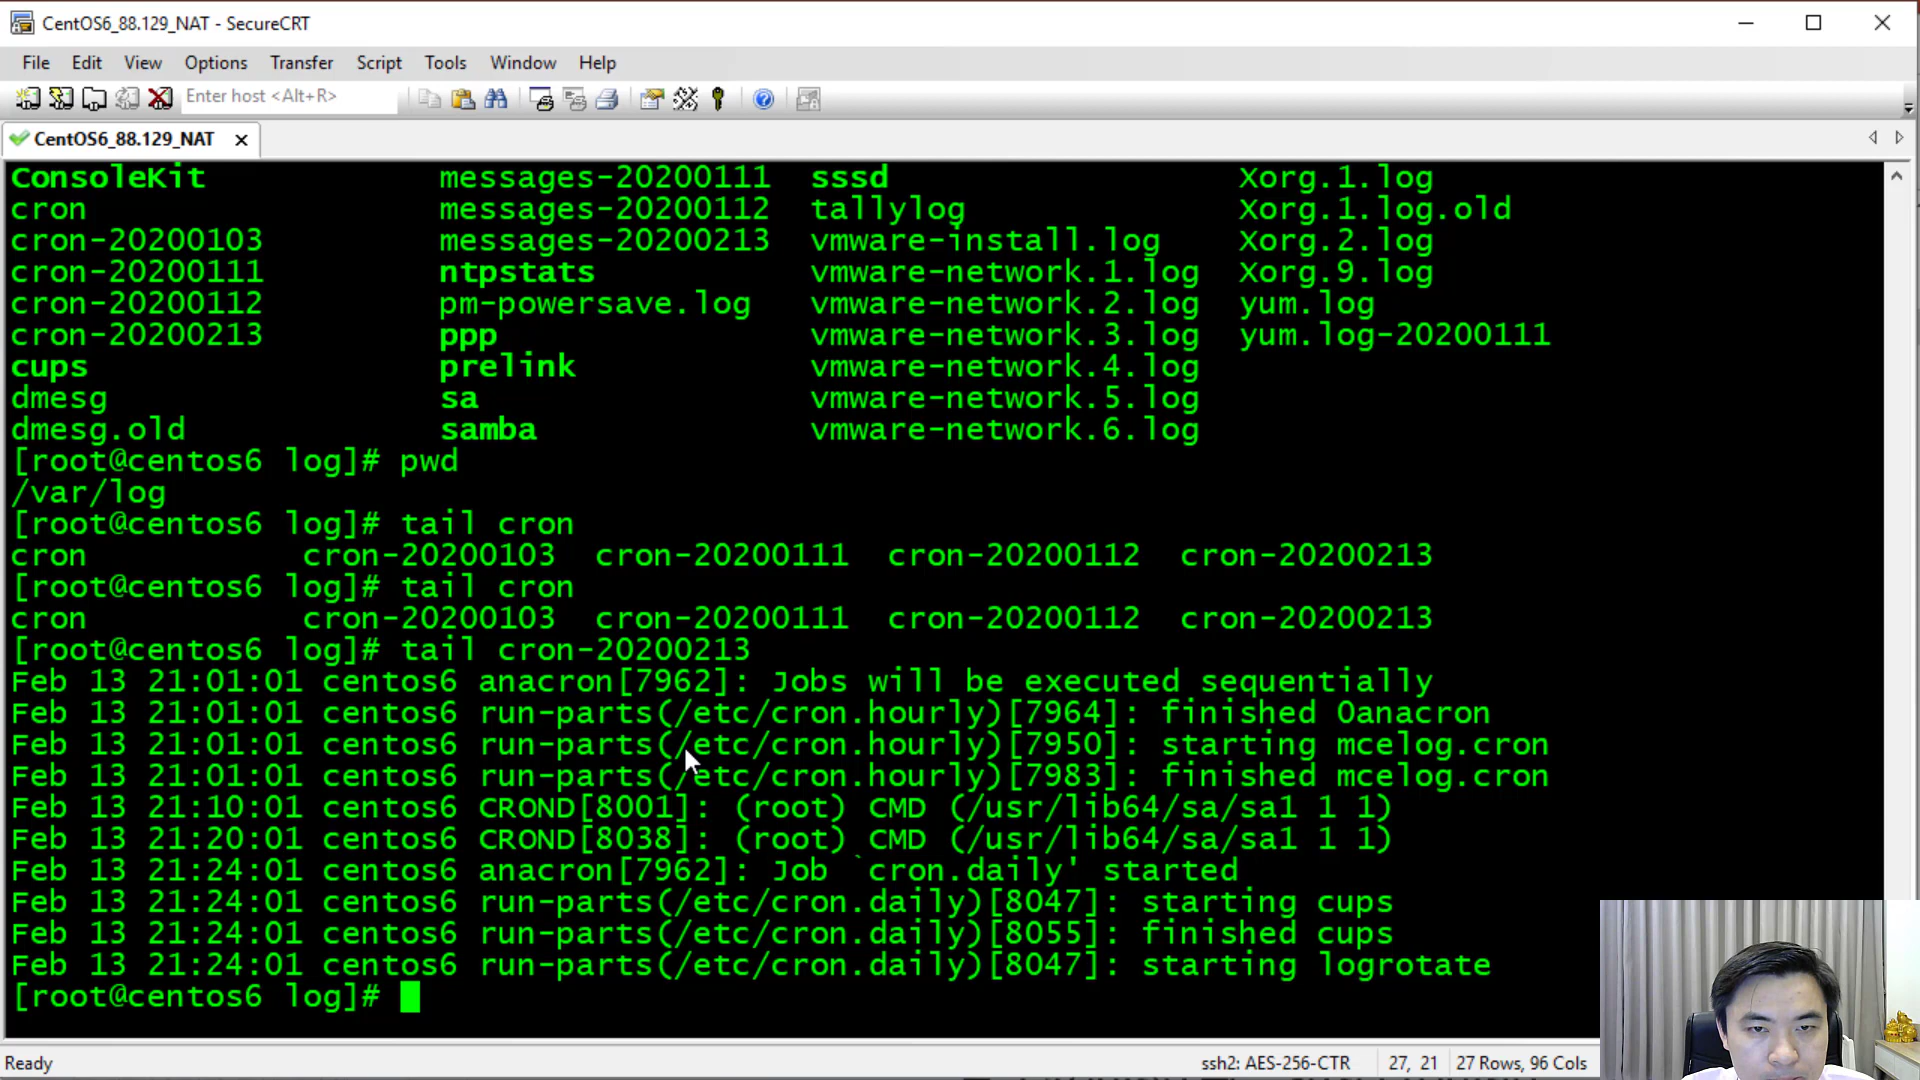 CentOS6_88.129_NAT - SecureCRT
File Edit View Options Transfer Script Tools Window Help
Enter host <Alt+R>
CentOS6_88.129_NAT
ConsoleKit messages-20200111 sssd Xorg.1.log
cron messages-20200112 tallylog Xorg.1.log.old
cron-20200103 messages-20200213 vmware-install.log Xorg.2.log
cron-20200111 ntpstats vmware-network.1.log Xorg.9.log
cron-20200112 pm-powersave.log vmware-network.2.log yum.log
cron-20200213 ppp vmware-network.3.log yum.log-20200111
cups prelink vmware-network.4.log
dmesg sa vmware-network.5.log
dmesg.old samba vmware-network.6.log
[root@centos6 log]# pwd
/var/log
[root@centos6 log]# tail cron
cron cron-20200103 cron-20200111 cron-20200112 cron-20200213
[root@centos6 log]# tail cron
cron cron-20200103 cron-20200111 cron-20200112 cron-20200213
[root@centos6 log]# tail cron-20200213
Feb 13 21:01:01 centos6 anacron[7962]: Jobs will be executed sequentially
Feb 13 21:01:01 centos6 run-parts(/etc/cron.hourly)[7964]: finished 0anacron
Feb 13 21:01:01 centos6 run-parts(/etc/cron.hourly)[7950]: starting mcelog.cron
Feb 13 21:01:01 centos6 run-parts(/etc/cron.hourly)[7983]: finished mcelog.cron
Feb 13 21:10:01 centos6 CROND[8001]: (root) CMD (/usr/lib64/sa/sa1 1 1)
Feb 13 21:20:01 centos6 CROND[8038]: (root) CMD (/usr/lib64/sa/sa1 1 1)
Feb 13 21:24:01 centos6 anacron[7962]: Job `cron.daily' started
Feb 13 21:24:01 centos6 run-parts(/etc/cron.daily)[8047]: starting cups
Feb 13 21:24:01 centos6 run-parts(/etc/cron.daily)[8055]: finished cups
Feb 13 21:24:01 centos6 run-parts(/etc/cron.daily)[8047]: starting logrotate
[root@centos6 log]#
Ready ssh2: AES-256-CTR 27, 21 27 Rows, 96 Cols